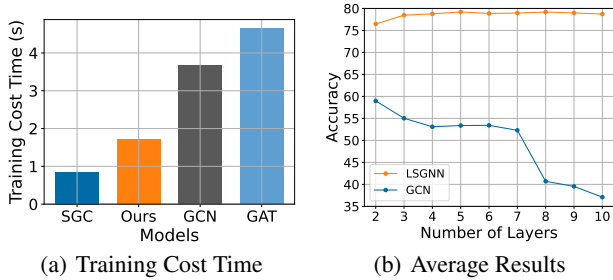 Training Cost Time (s)
4
3
2
1
0
SGC Ours GCN GAT
Models
(a) Training Cost Time
Accuracy
80
75
70
65
60
55
50
45
40
35
LSGNN
GCN
2 3 4 5 6 7 8 9 10
Number of Layers
(b) Average Results